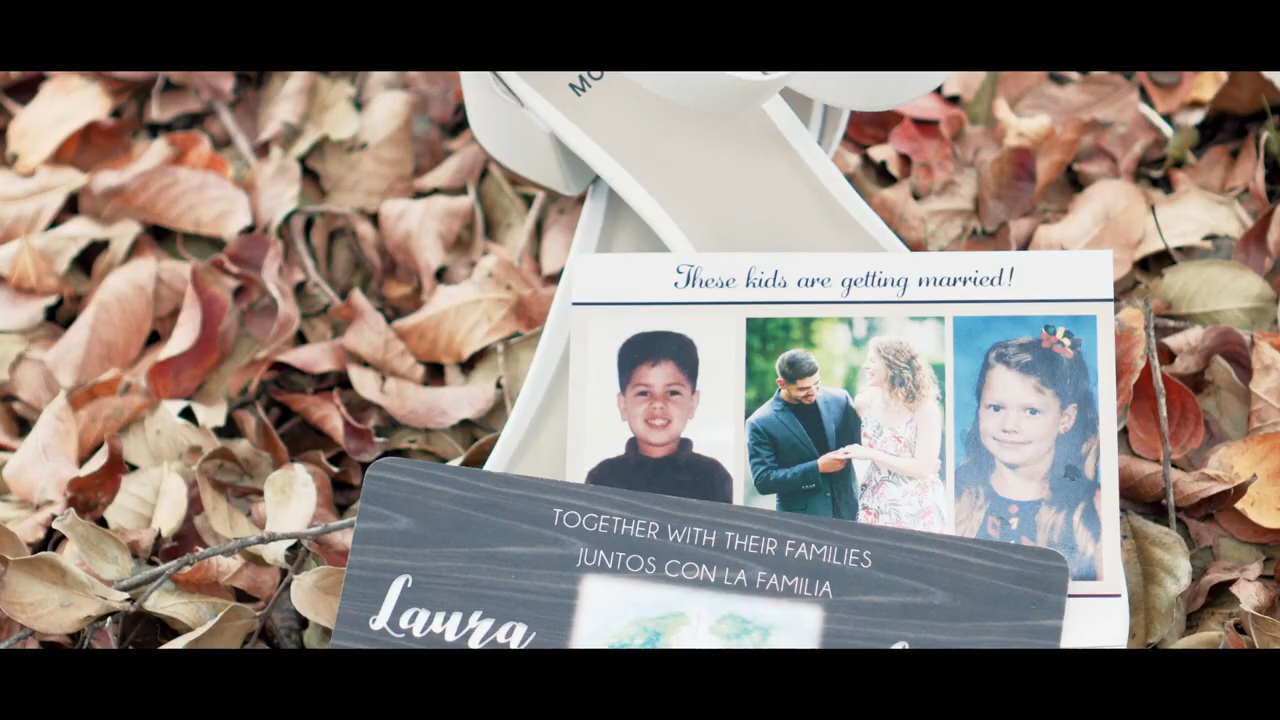 These kids are getting married!
TOGETHER WITH THEIR FAMILIES
JUNTOS CON LA FAMILIA
Laura